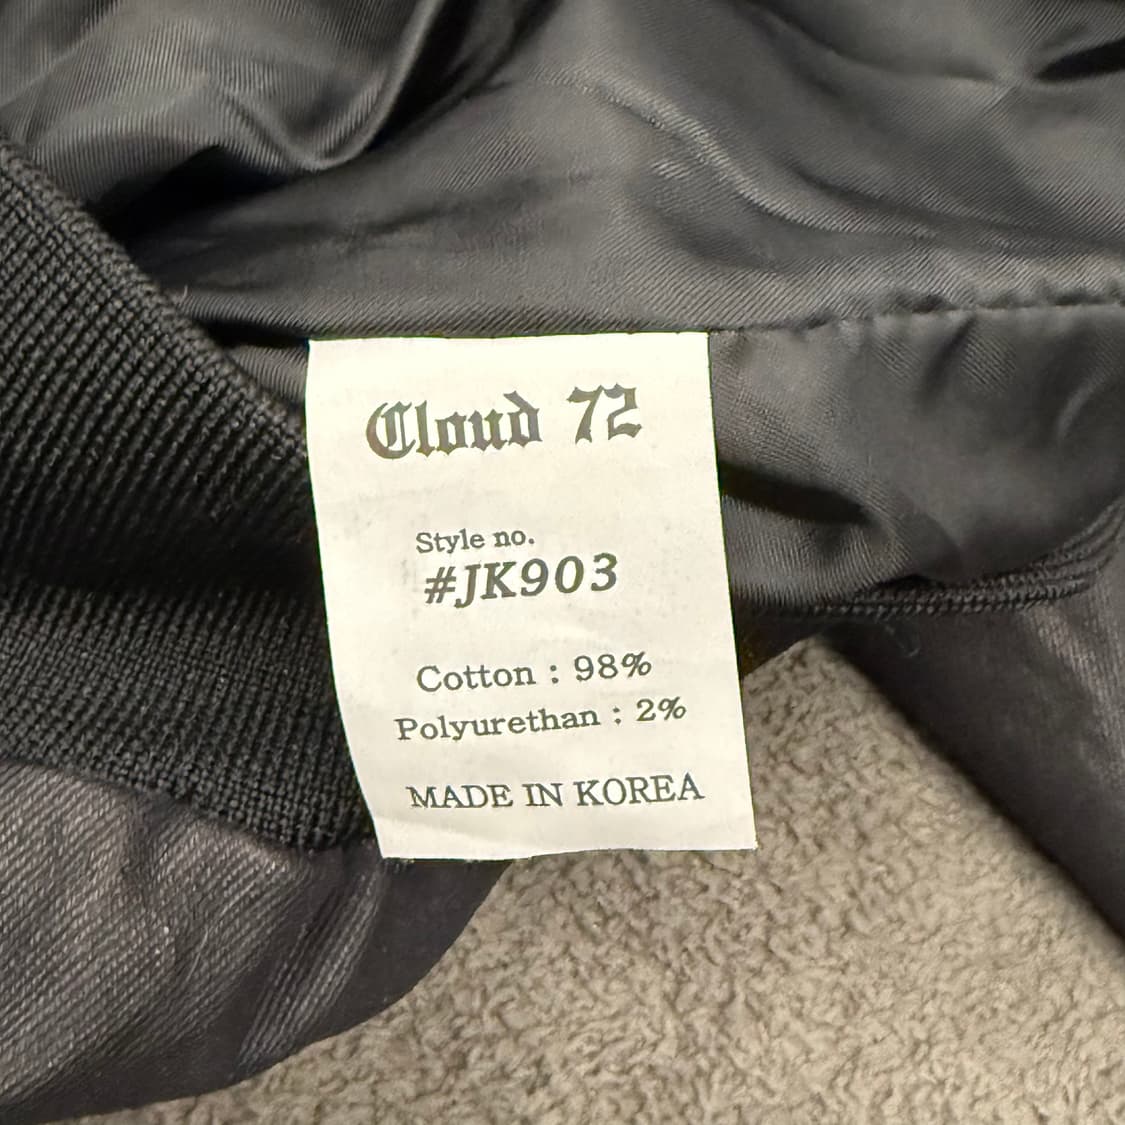 Cloud 72
Style no.
#JK903
Cotton : 98%
Polyurethan : 2%
MADE IN KOREA